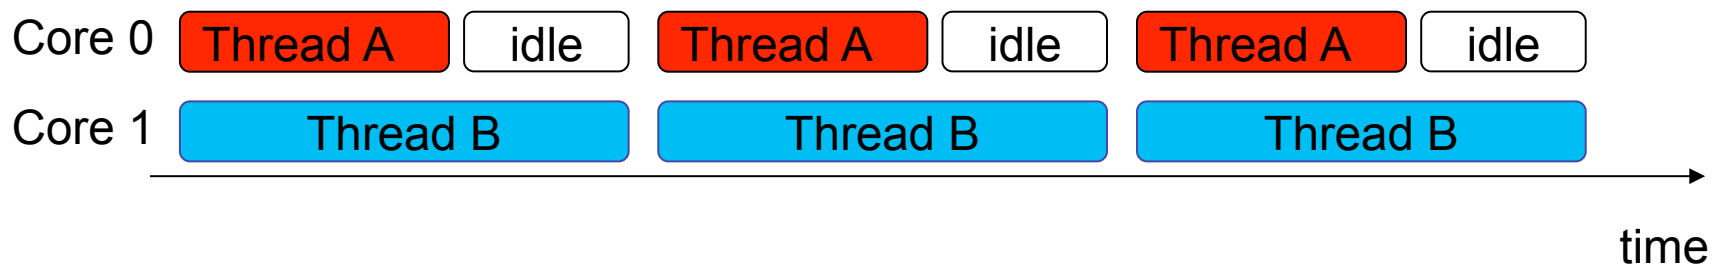 Core 0 Thread A idle Thread A idle Thread A idle
Core 1 Thread B Thread B Thread B
time